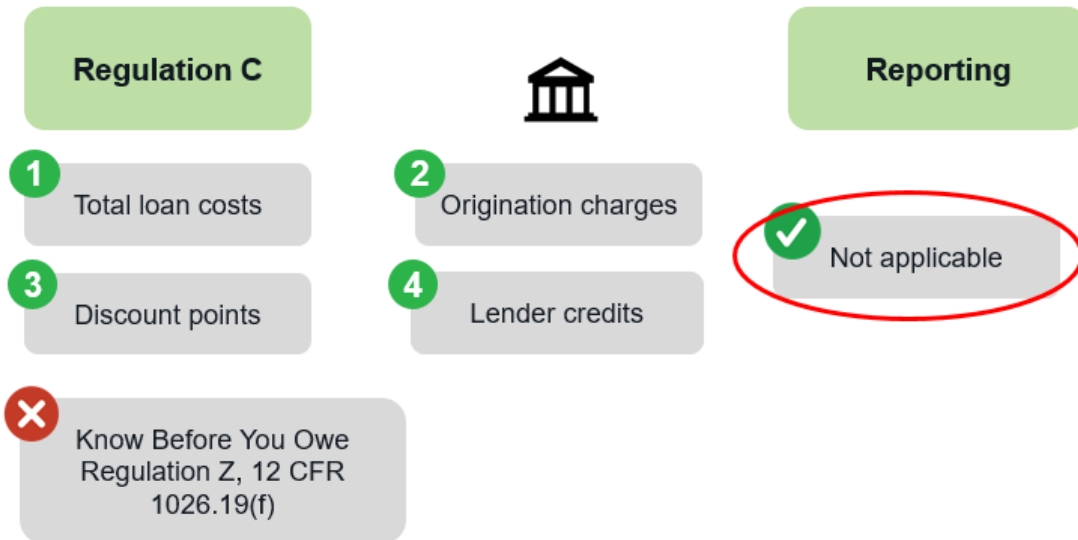 Regulation C
Reporting
1
Total loan costs
2
Origination charges
Not applicable
3
Discount points
4
Lender credits
Know Before You Owe
Regulation Z, 12 CFR
1026.19(f)